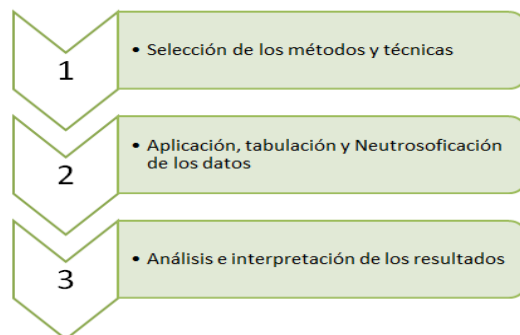 1
• Selección de los métodos y técnicas
2
• Aplicación, tabulación y Neutrosoficación
de los datos
3
• Análisis e interpretación de los resultados